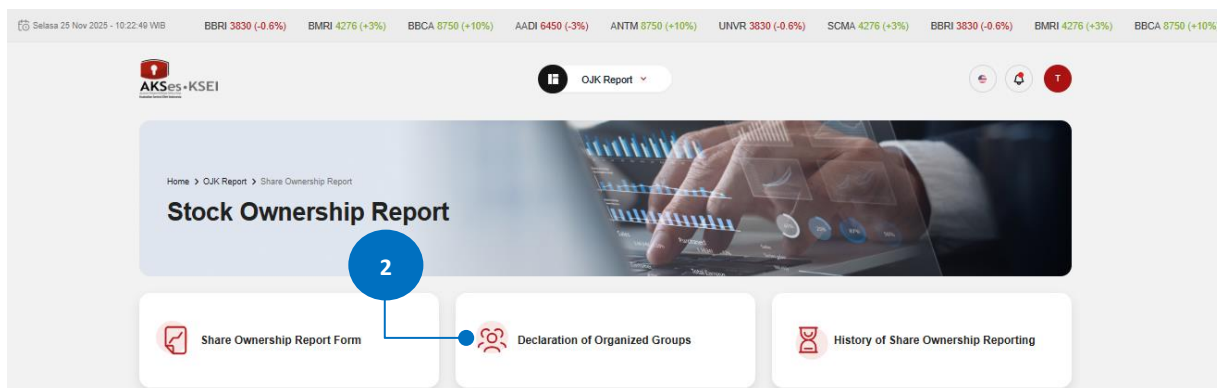 Selasa 25 Nov 2025 - 10:22:49 WIB BBRI 3830 (-0.6%) BMRI 4276 (+3%) BBCA 8750 (+10%) AADI 6450 (-3%) ANTM 8750 (+10%) UNVR 3830 (-0.6%) SCMA 4276 (+3%) BBRI 3830 (-0.6%) BMRI 4276 (+3%) BBCA 8750 (+10%
AKSes-KSEI
OJK Report
T
Home > OJK Report > Share Ownership Report
Stock Ownership Report
2
Share Ownership Report Form
Declaration of Organized Groups
History of Share Ownership Reporting